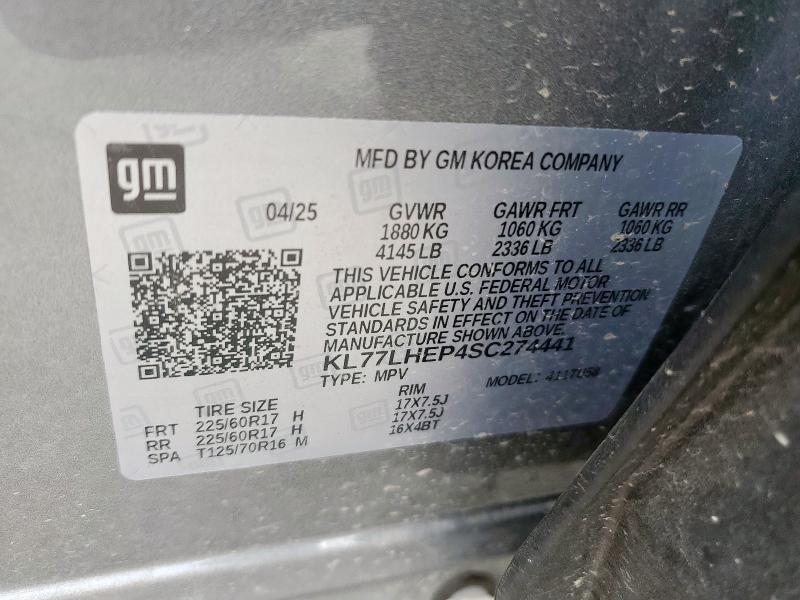 gm
MFD BY GM KOREA COMPANY
04/25 GVWR GAWR FRT GAWR RR
1880 KG 1060 KG 1060 KG
4145 LB 2336 LB 2336 LB
THIS VEHICLE CONFORMS TO ALL
APPLICABLE U.S. FEDERAL MOTOR
VEHICLE SAFETY AND THEFT PREVENTION
STANDARDS IN EFFECT ON THE DATE OF
MANUFACTURE SHOWN ABOVE.
KL77LHEP4SC274441
TYPE: MPV MODEL: 411TU58
TIRE SIZE RIM
FRT 225/60R17 H 17X7.5J
RR 225/60R17 H 17X7.5J
SPA T125/70R16 M 16X4BT